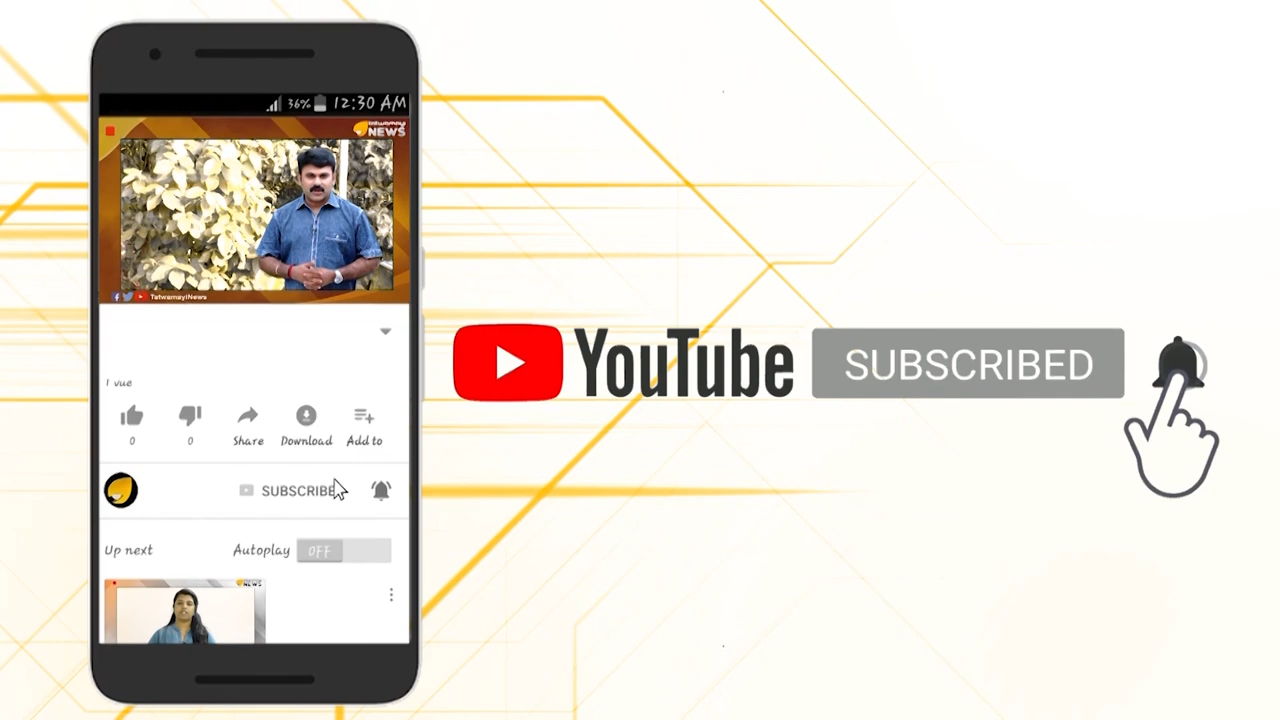 36% 12:30 AM
tatwamayi
NEWS
TatwamayiNews
1 vue
0 0 Share Download Add to
SUBSCRIBE
Up next Autoplay OFF
NEWS
YouTube SUBSCRIBED